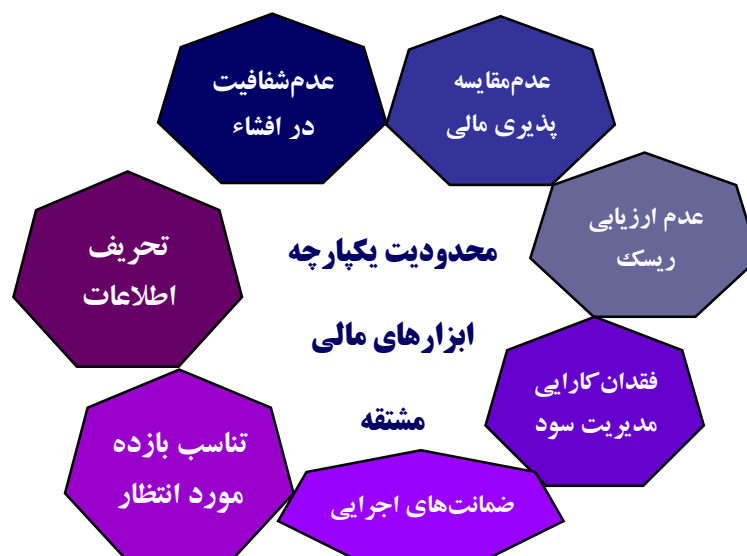 عدم‌مقایسه
پذیری مالی
عدم‌شفافیت
در افشاء
عدم ارزیابی
ریسک
تحریف
اطلاعات
محدودیت یکپارچه
ابزارهای مالی
مشتقه
فقدان کارایی
مدیریت سود
تناسب بازده
مورد انتظار
ضمانت‌های اجرایی